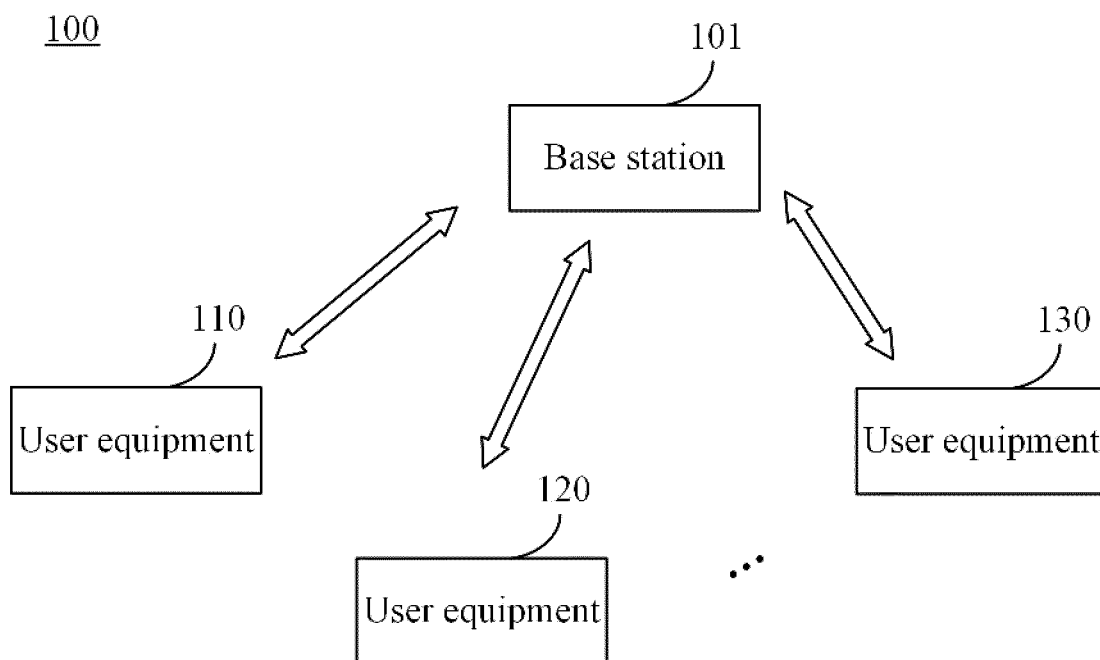 100
101
Base station
110
130
User equipment
User equipment
120
User equipment